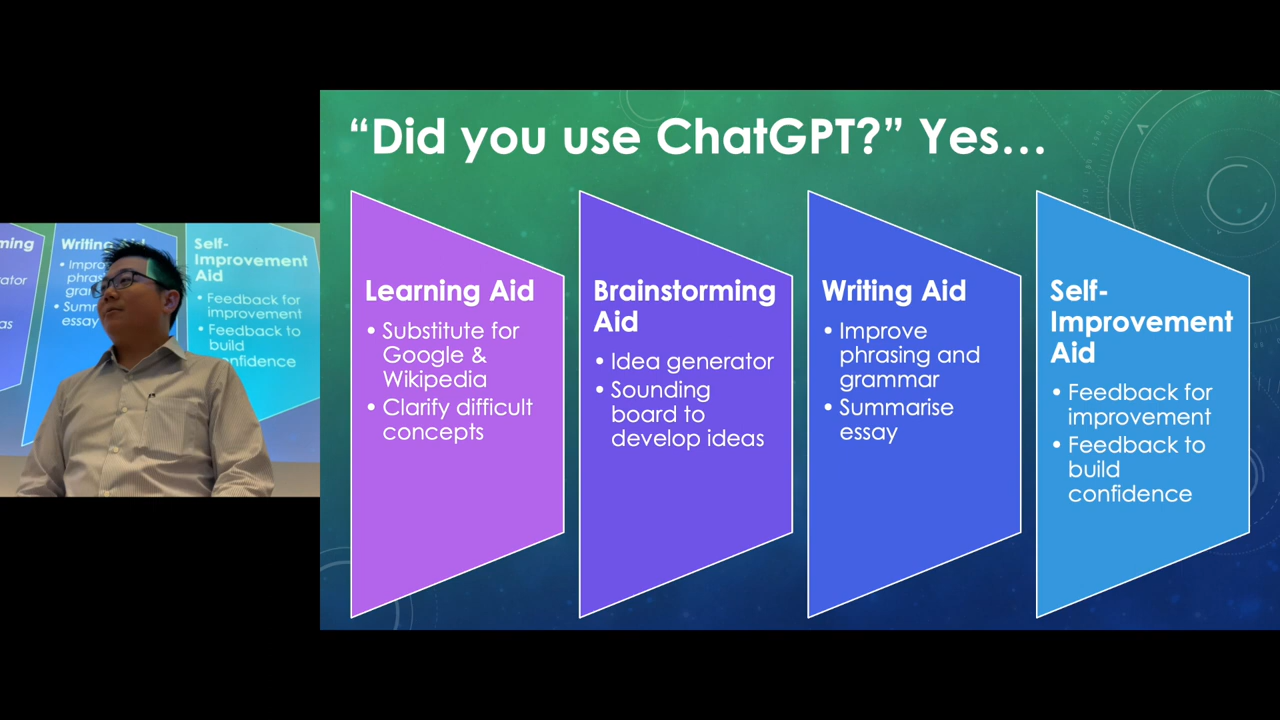 “Did you use ChatGPT?” Yes…
Learning Aid
• Substitute for
Google &
Wikipedia
• Clarify difficult
concepts
Brainstorming
Aid
• Idea generator
• Sounding
board to
develop ideas
Writing Aid
• Improve
phrasing and
grammar
• Summarise
essay
Self-
Improvement
Aid
• Feedback for
improvement
• Feedback to
build
confidence
Writing
Self-
Improvement
Aid
• Feedback for
improvement
• Feedback to
build
essay